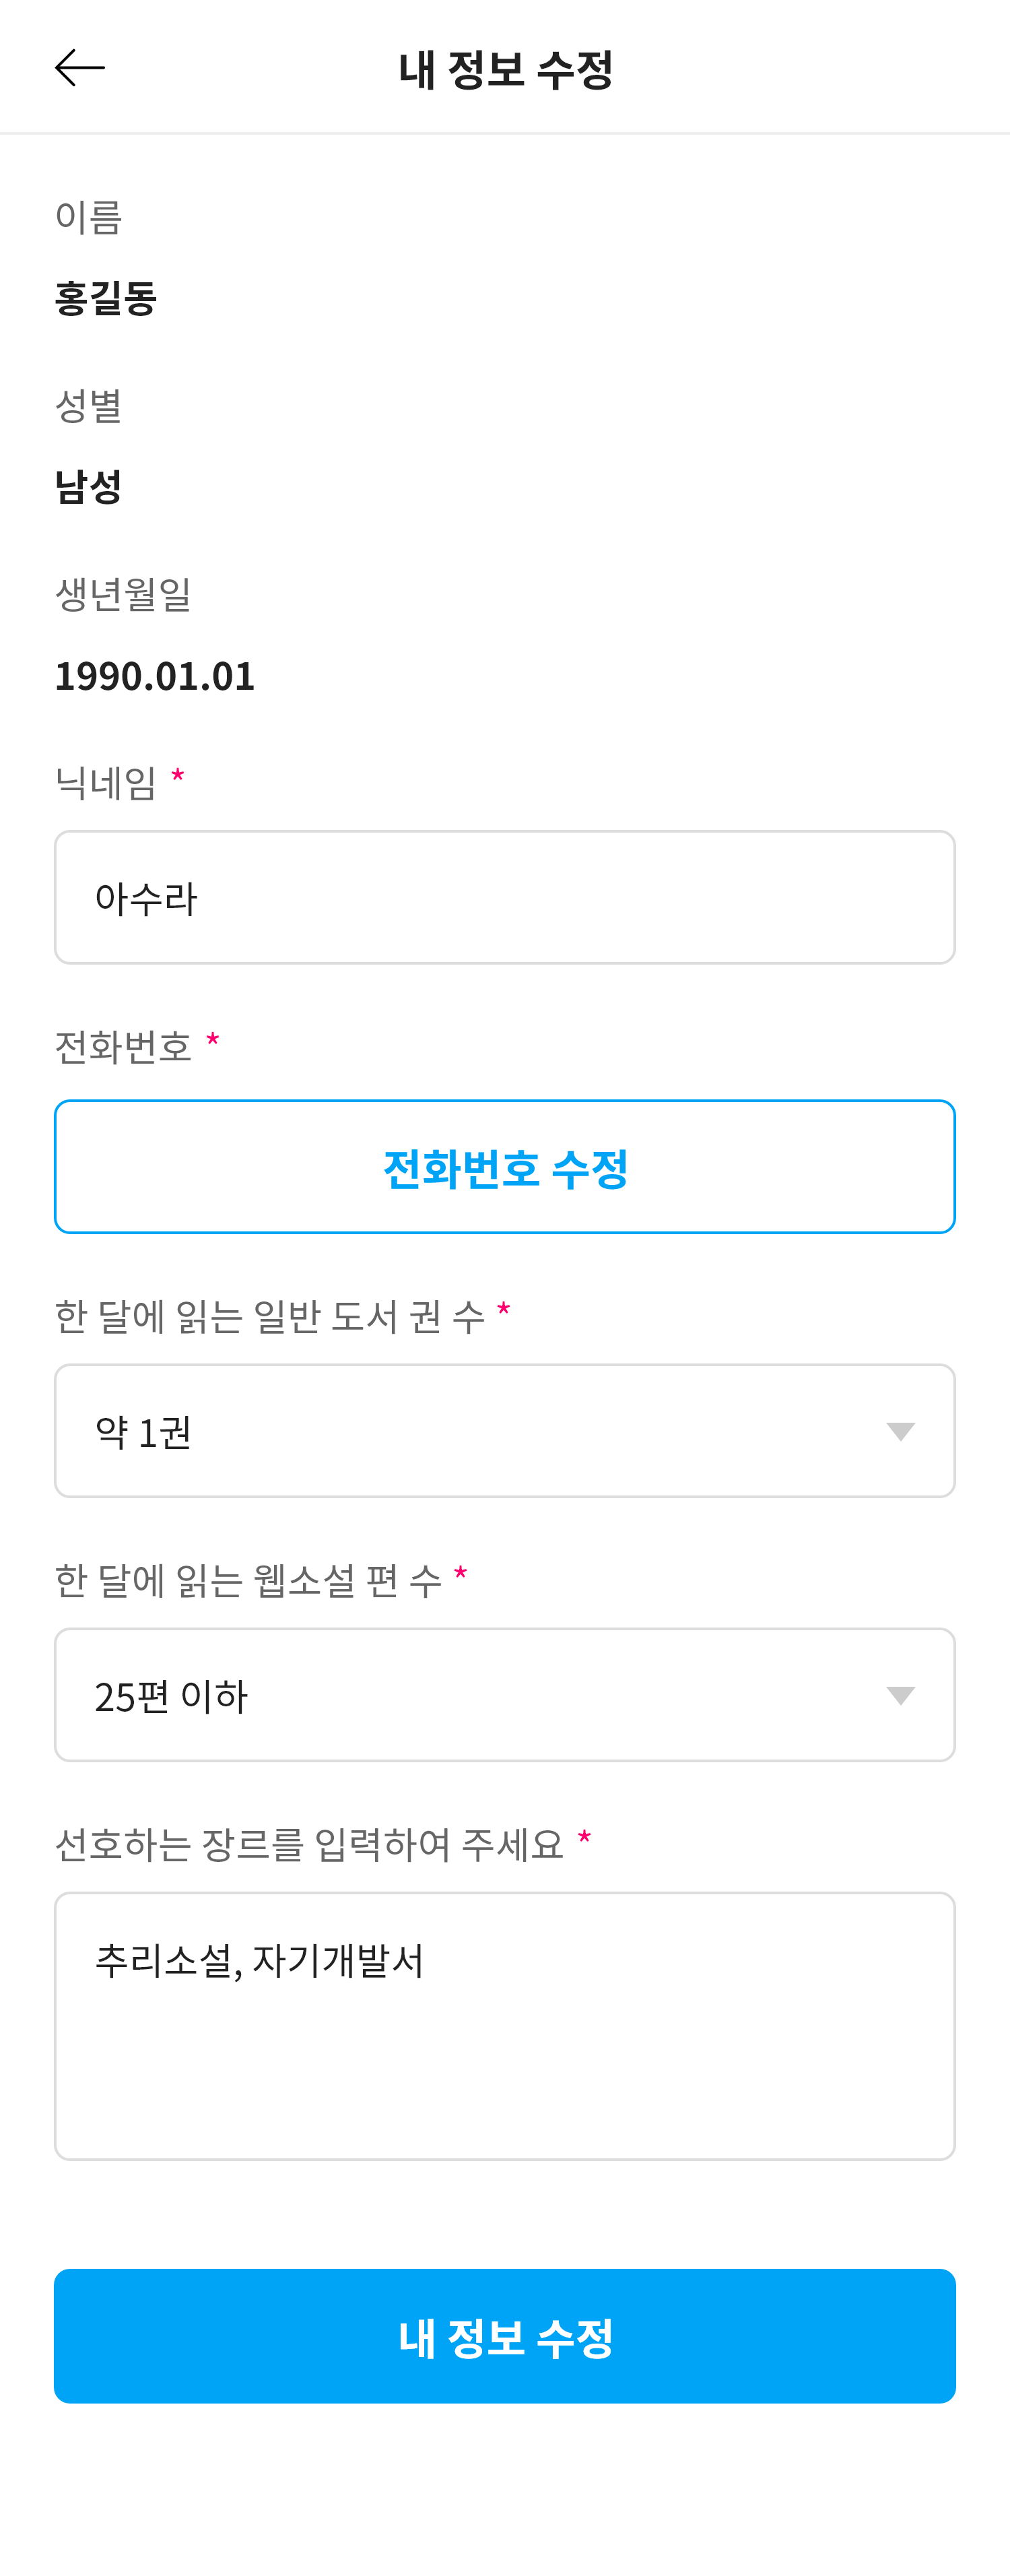 내 정보 수정
이름
홍길동
성별
남성
생년월일
1990.01.01
닉네임 *
아수라
전화번호 *
전화번호 수정
한 달에 읽는 일반 도서 권 수 *
약 1권
한 달에 읽는 웹소설 편 수 *
25편 이하
선호하는 장르를 입력하여 주세요 *
추리소설, 자기개발서
내 정보 수정